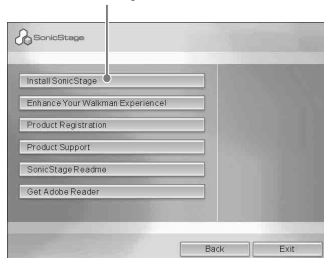 SonicStage
Install SonicStage
Enhance Your Walkman Experience!
Product Registration
Product Support
SonicStage Readme
Get Adobe Reader
Back
Exit